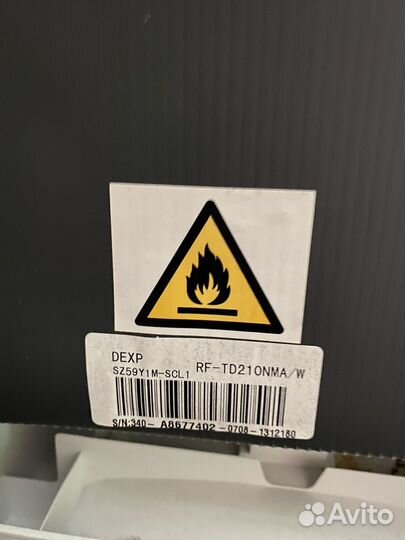 DEXP
SZ59Y1M-SCL1 RF-TD210NMA/W
S/N:340- A8677402 -0708-1312180
Avito